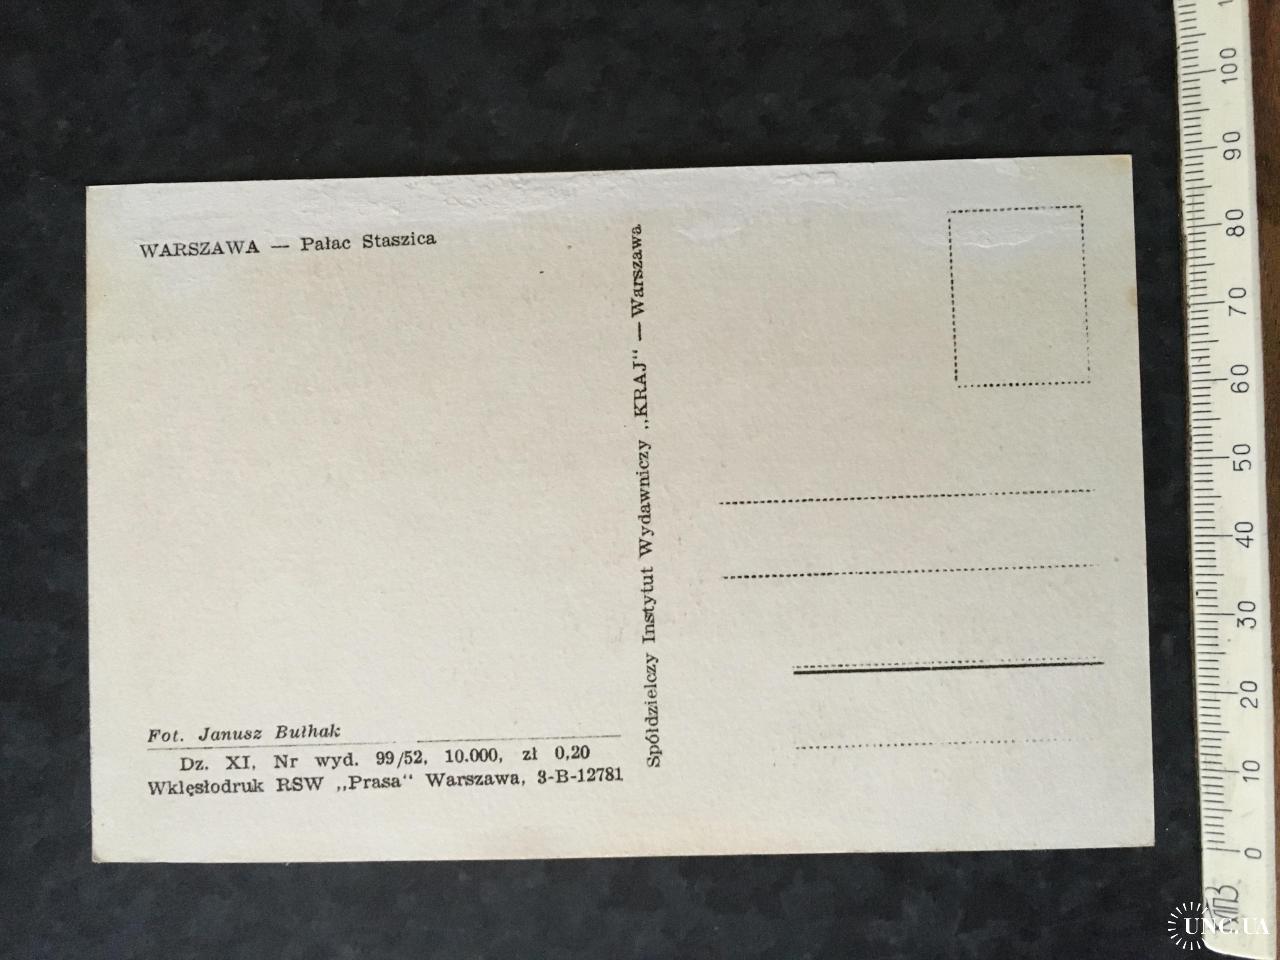 WARSZAWA — Pałac Staszica
Spółdzielczy Instytut Wydawniczy „KRAJ" — Warszawa
Fot. Janusz Bułhak
Dz. XI, Nr wyd. 99/52, 10.000, zł 0,20
Wklęsłodruk RSW „Prasa" Warszawa, 3-B-12781
100
90
80
70
60
50
40
30
20
10
0
UNC.UA